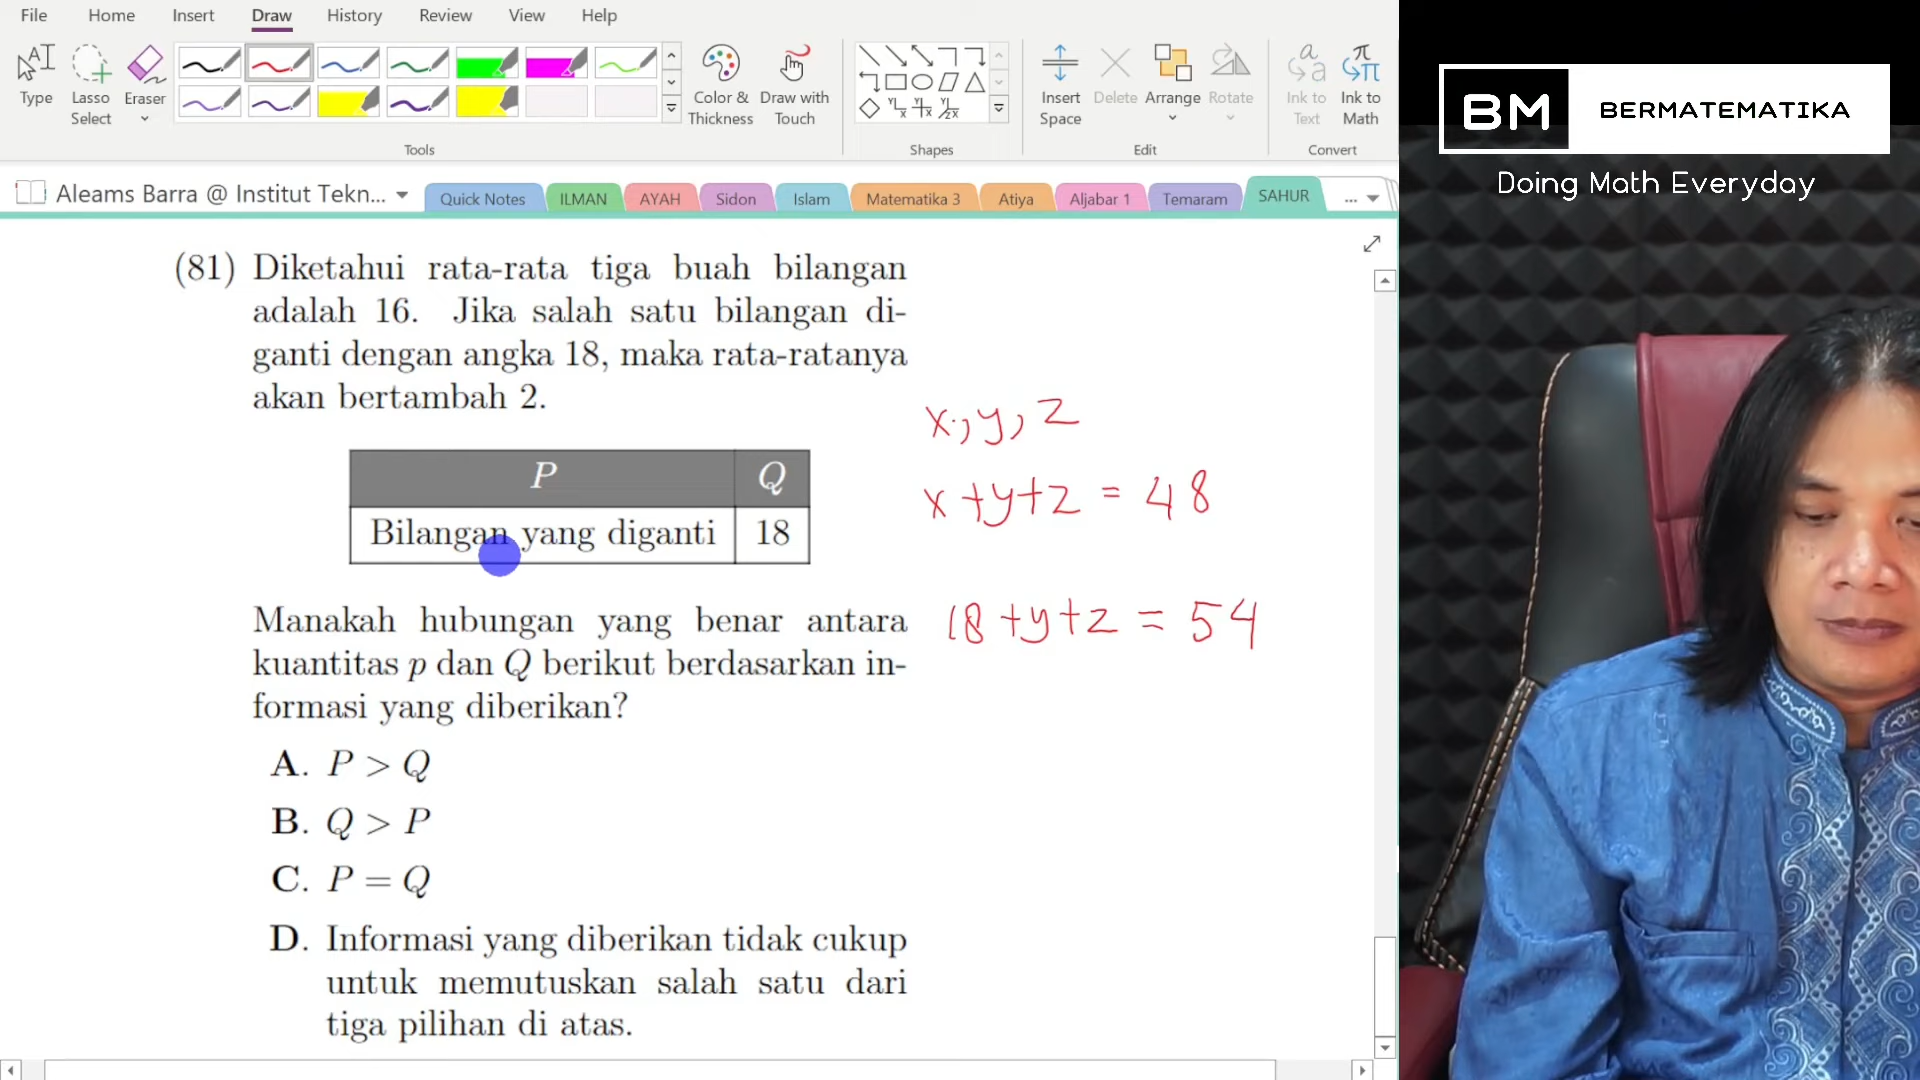 File Home Insert Draw History Review View Help
Type
Lasso Select
Eraser
Color & Thickness
Draw with Touch
Insert Space
Delete
Arrange
Rotate
Ink to Text
Ink to Math
Tools
Shapes
Edit
Convert
Aleams Barra @ Institut Tekn...
Quick Notes ILMAN AYAH Sidon Islam Matematika 3 Atiya Aljabar 1 Temaram SAHUR ...
BM BERMATEMATIKA
Doing Math Everyday
(81) Diketahui rata-rata tiga buah bilangan
adalah 16. Jika salah satu bilangan di-
ganti dengan angka 18, maka rata-ratanya
akan bertambah 2.
P Q
Bilangan yang diganti 18
Manakah hubungan yang benar antara
kuantitas p dan Q berikut berdasarkan in-
formasi yang diberikan?
A. P > Q
B. Q > P
C. P = Q
D. Informasi yang diberikan tidak cukup
untuk memutuskan salah satu dari
tiga pilihan di atas.
x, y, z
x + y + z = 48
18 + y + z = 54